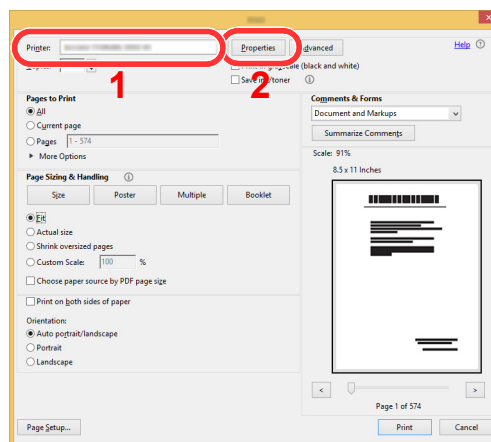 Printer:
Properties
Advanced
Help
1
2
Print in grayscale (black and white)
Save ink/toner
Pages to Print
All
Current page
Pages 1 - 574
More Options
Page Sizing & Handling
Size Poster Multiple Booklet
Fit
Actual size
Shrink oversized pages
Custom Scale: 100 %
Choose paper source by PDF page size
Print on both sides of paper
Orientation:
Auto portrait/landscape
Portrait
Landscape
Comments & Forms
Document and Markups
Summarize Comments
Scale: 91%
8.5 x 11 Inches
< >
Page 1 of 574
Page Setup...
Print Cancel